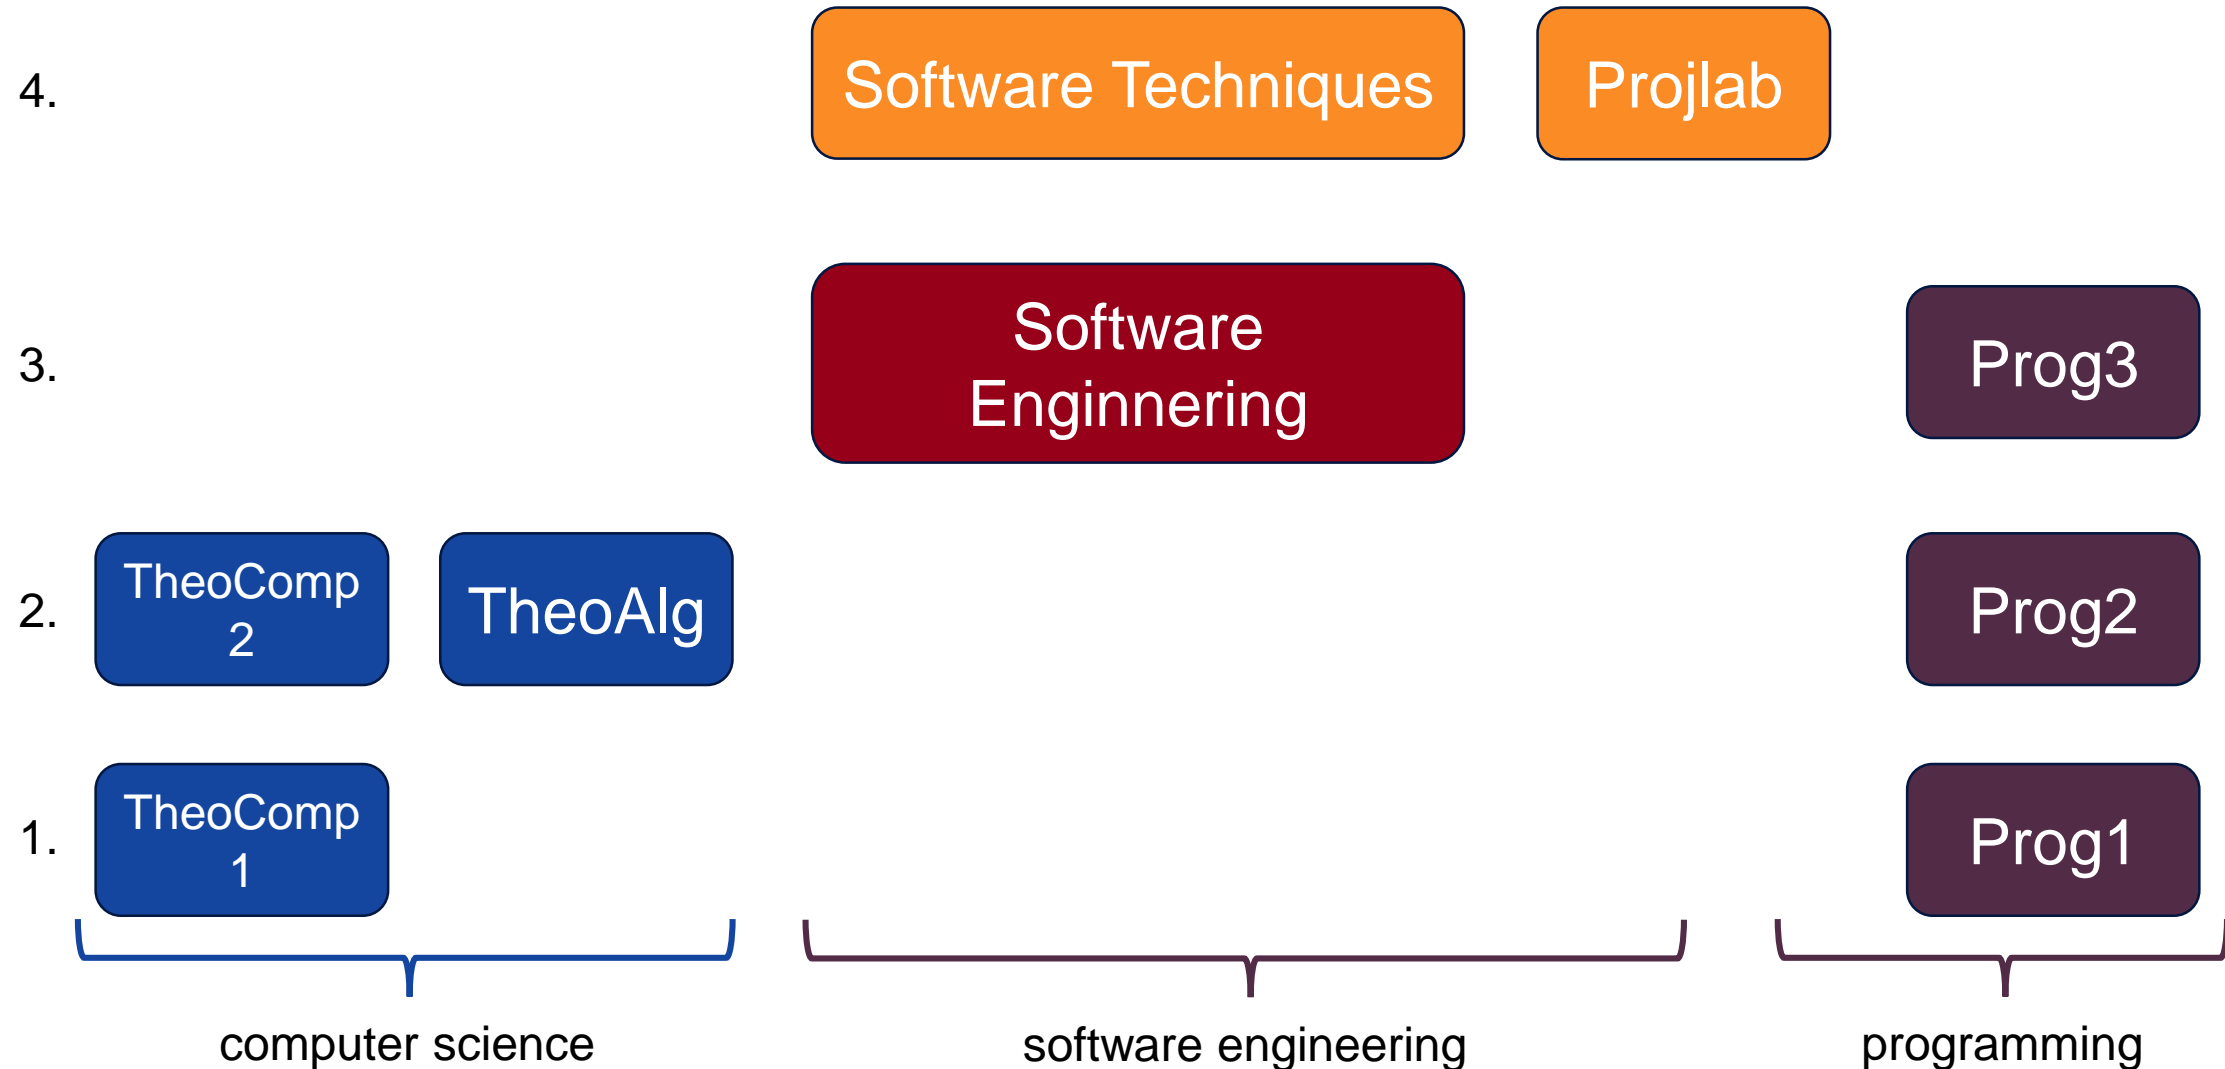 4.
Software Techniques
Projlab
3.
Software
Enginnering
Prog3
2.
TheoComp
2
TheoAlg
Prog2
1.
TheoComp
1
Prog1
computer science
software engineering
programming